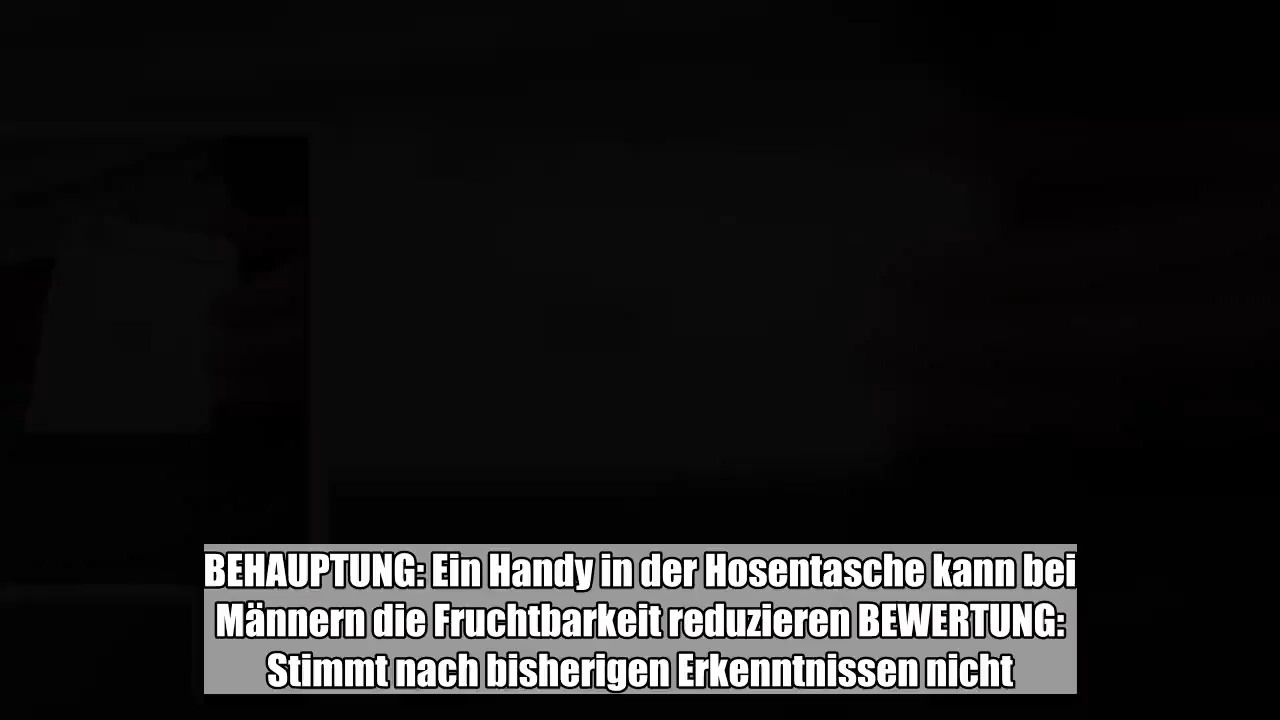 BEHAUPTUNG: Ein Handy in der Hosentasche kann bei
Männern die Fruchtbarkeit reduzieren BEWERTUNG:
Stimmt nach bisherigen Erkenntnissen nicht